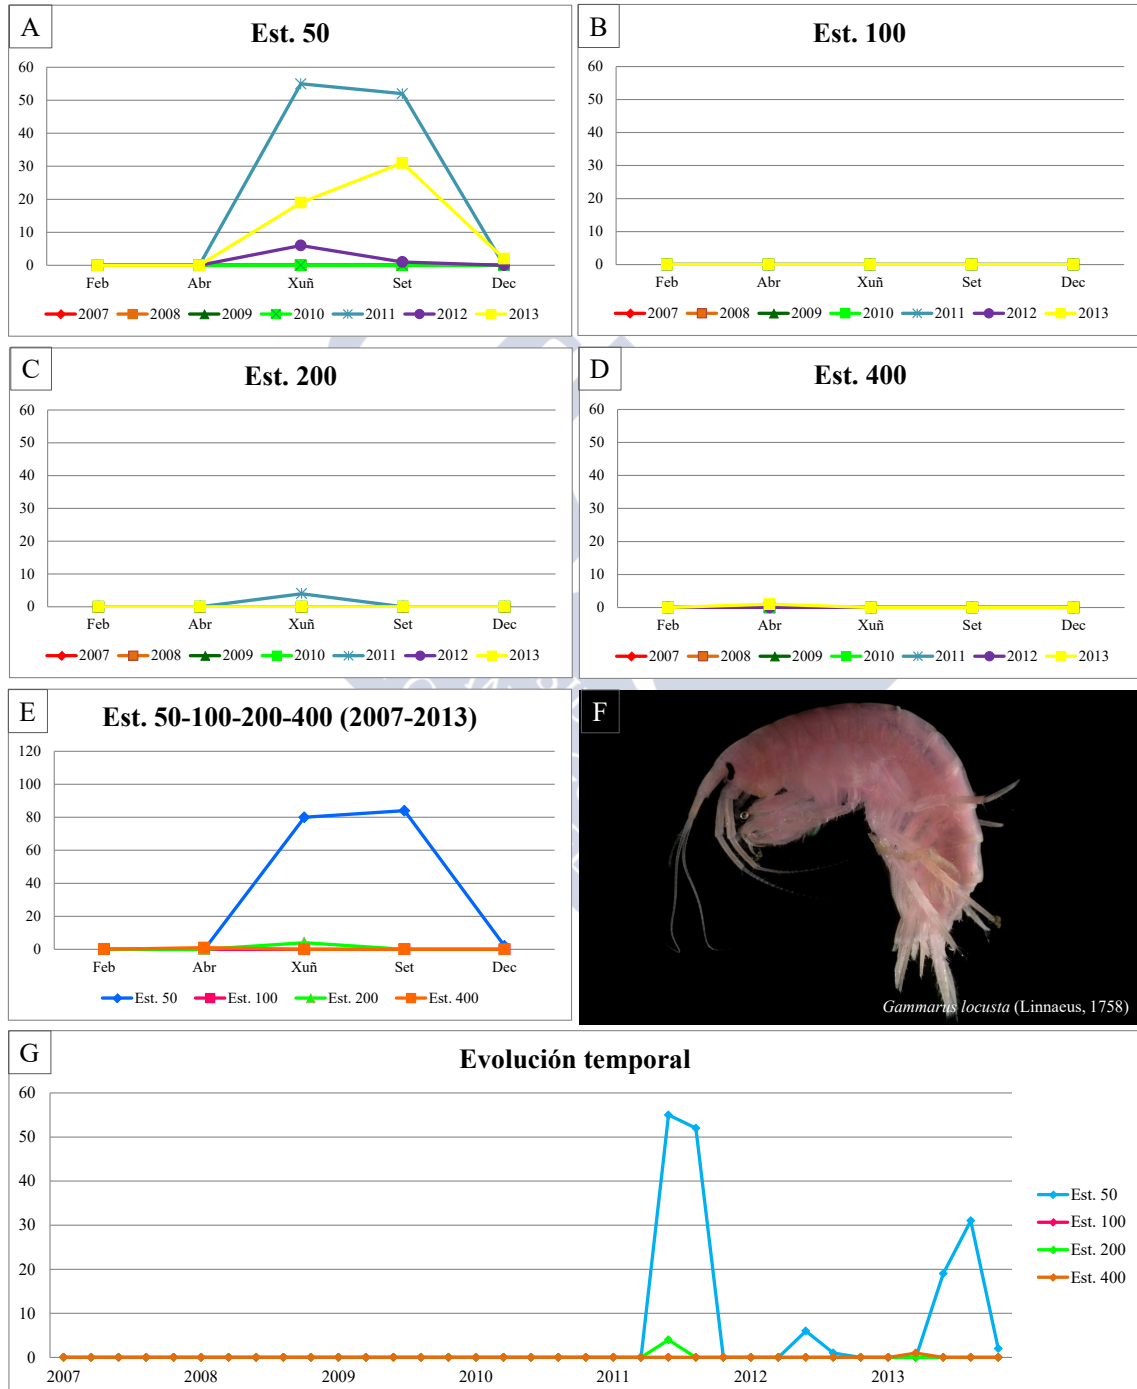 A
Est. 50
60
50
40
30
20
10
0
Feb Abr Xuñ Set Dec
2007 2008 2009 2010 2011 2012 2013
B
Est. 100
60
50
40
30
20
10
0
Feb Abr Xuñ Set Dec
2007 2008 2009 2010 2011 2012 2013
C
Est. 200
60
50
40
30
20
10
0
Feb Abr Xuñ Set Dec
2007 2008 2009 2010 2011 2012 2013
D
Est. 400
60
50
40
30
20
10
0
Feb Abr Xuñ Set Dec
2007 2008 2009 2010 2011 2012 2013
E
Est. 50-100-200-400 (2007-2013)
120
100
80
60
40
20
0
Feb Abr Xuñ Set Dec
Est. 50 Est. 100 Est. 200 Est. 400
F
Gammarus locusta (Linnaeus, 1758)
G
Evolución temporal
60
50
40
30
20
10
0
2007 2008 2009 2010 2011 2012 2013
Est. 50
Est. 100
Est. 200
Est. 400